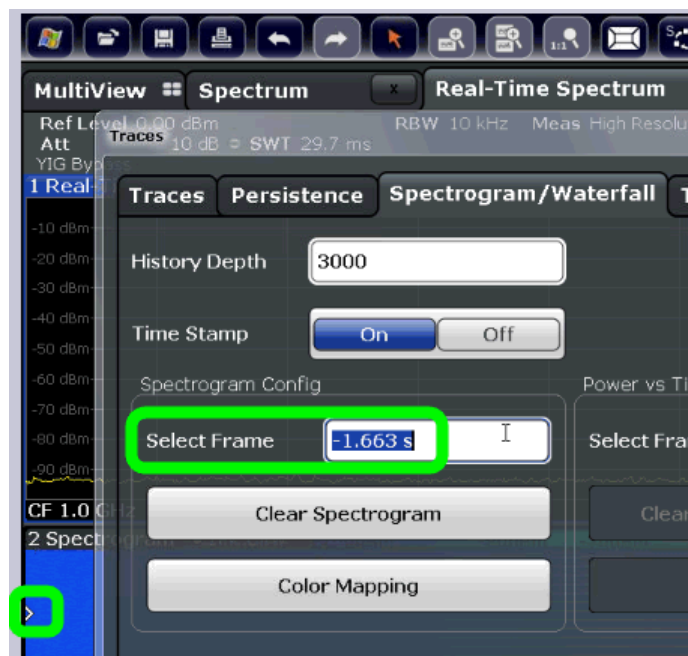 1:1
MultiView Spectrum x Real-Time Spectrum
Ref Level 0.00 dBm RBW 10 kHz Meas High Resolu
Traces
Att 10 dB SWT 29.7 ms
YIG Bypass
1 Real-
Traces Persistence Spectrogram/Waterfall T
-10 dBm
-20 dBm
History Depth 3000
-30 dBm
-40 dBm
Time Stamp On Off
-50 dBm
-60 dBm
Spectrogram Config Power vs Ti
-70 dBm
-80 dBm
Select Frame -1.663 s Select Fra
-90 dBm
CF 1.0 GHz
Clear Spectrogram Clear
2 Spectrogram
Color Mapping